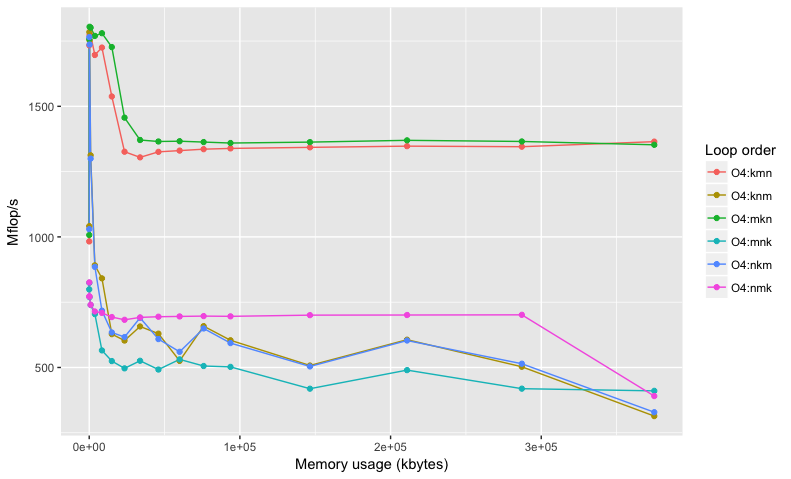 Mflop/s
1500
1000
500
0e+00
1e+05
2e+05
3e+05
Memory usage (kbytes)
Loop order
O4:kmn
O4:knm
O4:mkn
O4:mnk
O4:nkm
O4:nmk